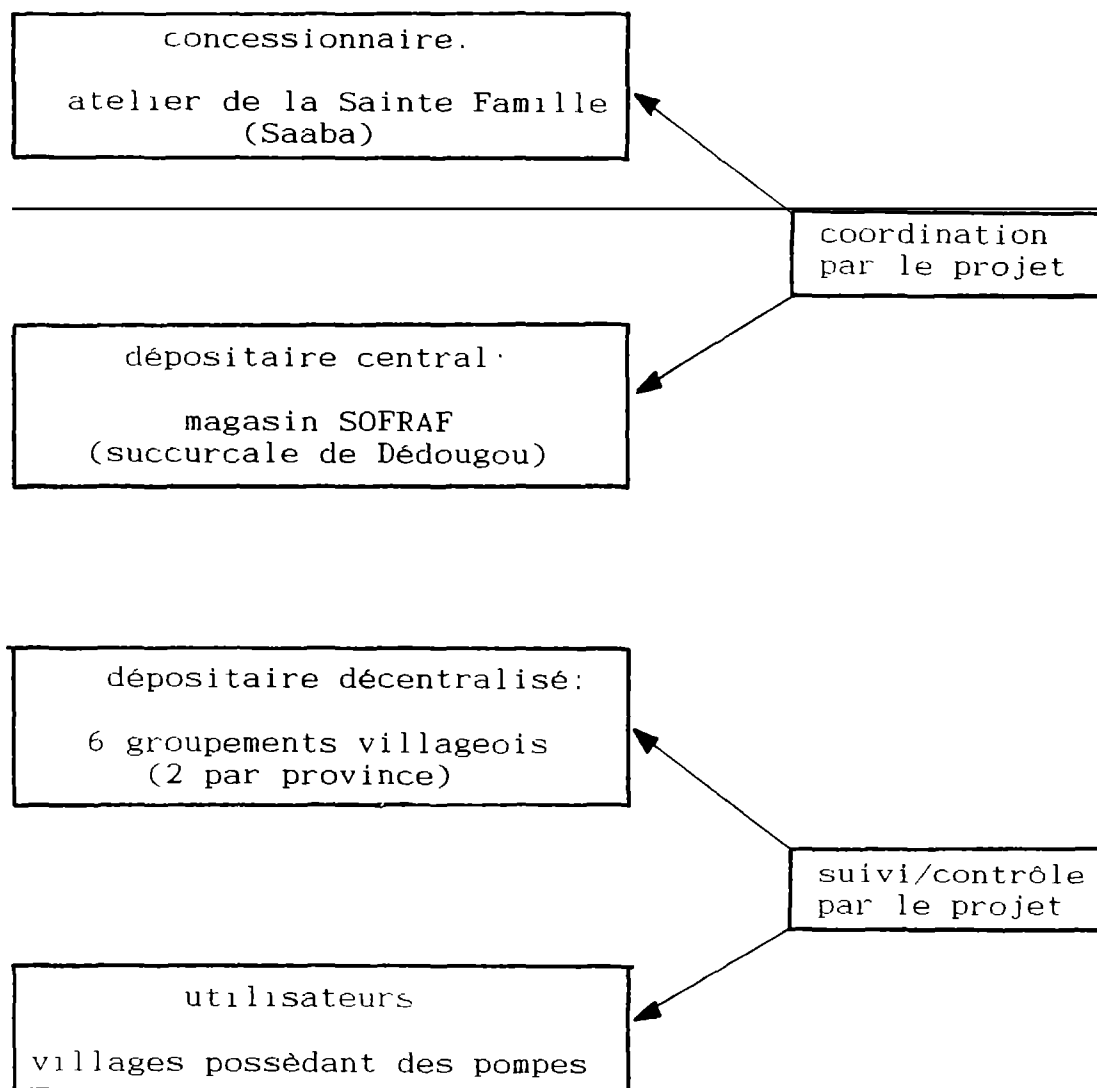 concessionnaire.
atelier de la Sainte Famille
(Saaba)
coordination
par le projet
dépositaire central
magasin SOFRAF
(succurcale de Dédougou)
dépositaire décentralisé:
6 groupements villageois
(2 par province)
suivi/contrôle
par le projet
utilisateurs
villages possèdant des pompes